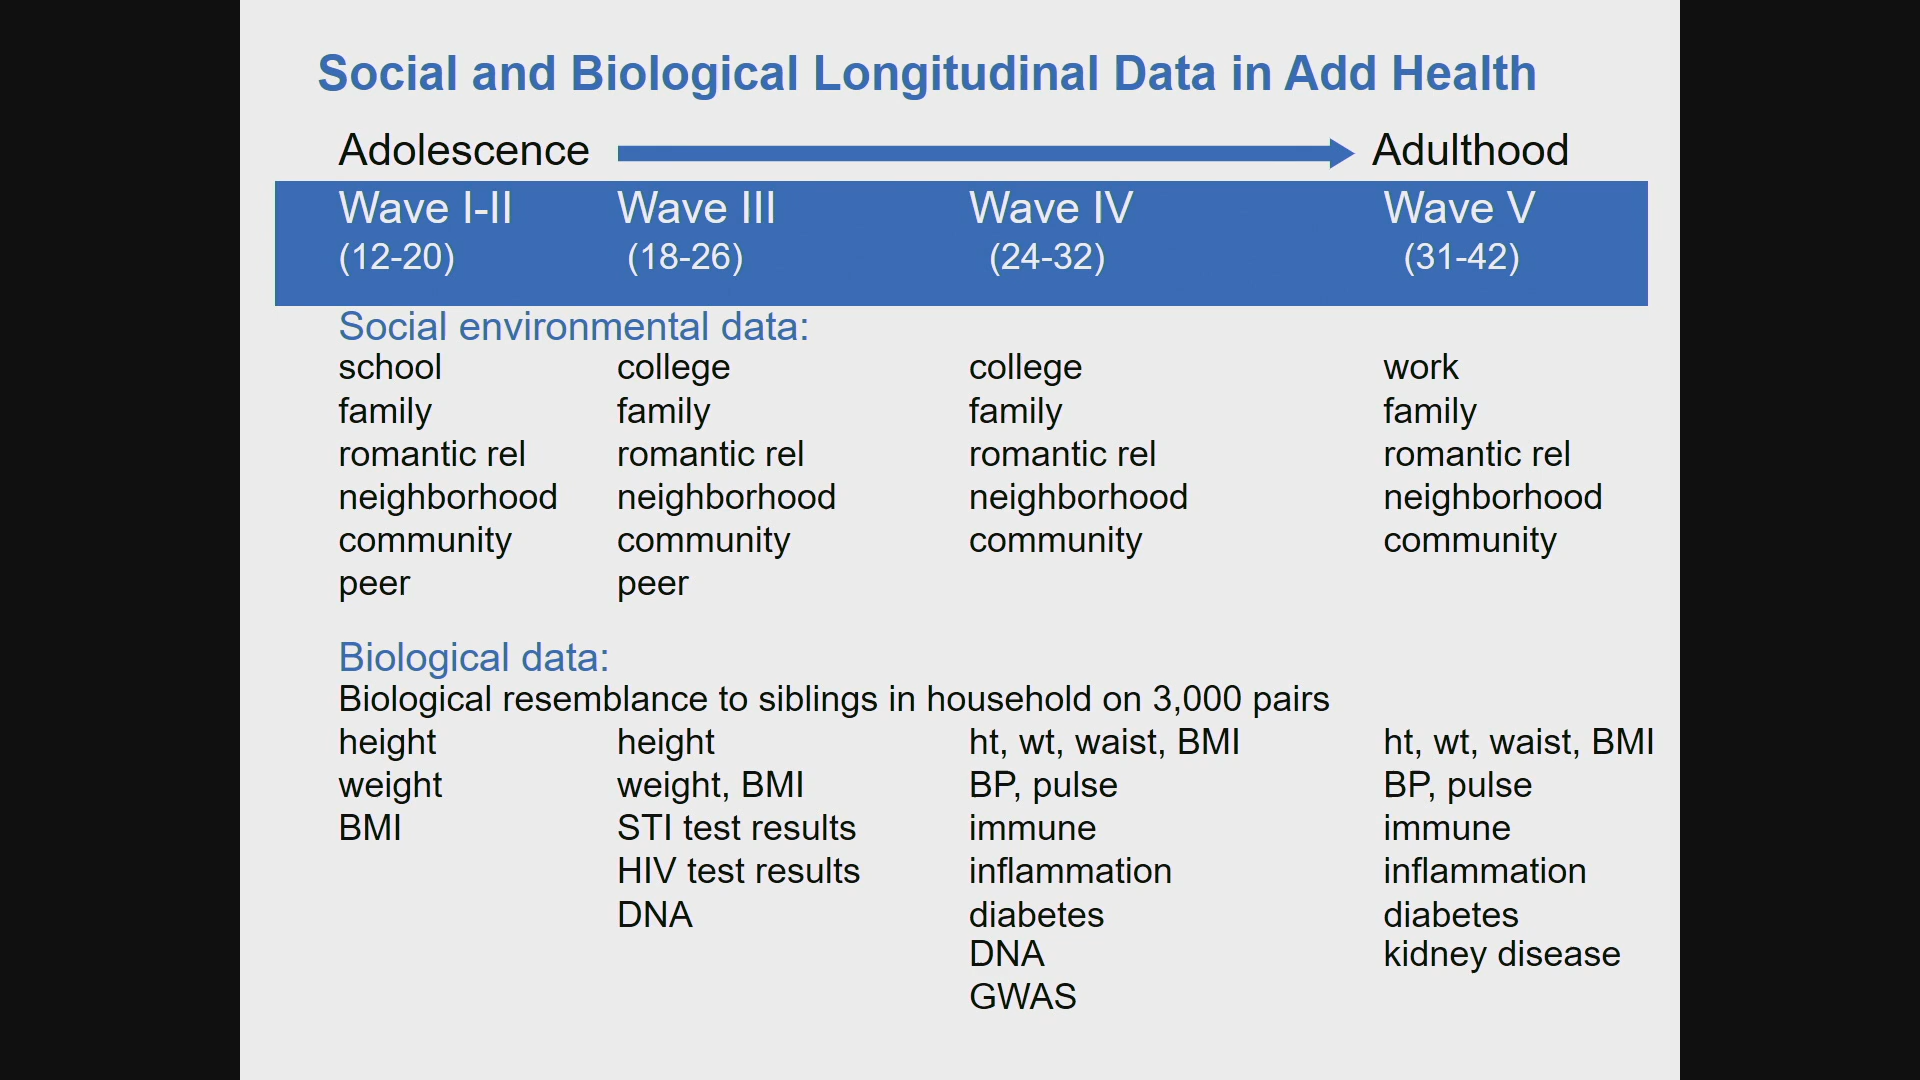 Social and Biological Longitudinal Data in Add Health
Adolescence Adulthood
Wave I-II Wave III Wave IV Wave V
(12-20) (18-26) (24-32) (31-42)
Social environmental data:
school college college work
family family family family
romantic rel romantic rel romantic rel romantic rel
neighborhood neighborhood neighborhood neighborhood
community community community community
peer peer
Biological data:
Biological resemblance to siblings in household on 3,000 pairs
height height ht, wt, waist, BMI ht, wt, waist, BMI
weight weight, BMI BP, pulse BP, pulse
BMI STI test results immune immune
HIV test results inflammation inflammation
DNA diabetes diabetes
DNA kidney disease
GWAS